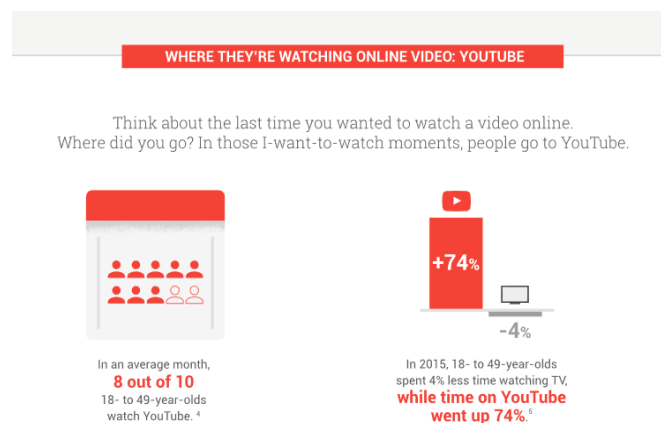 WHERE THEY'RE WATCHING ONLINE VIDEO: YOUTUBE
Think about the last time you wanted to watch a video online.
Where did you go? In those I-want-to-watch moments, people go to YouTube.
+74%
-4%
In an average month,
8 out of 10
18- to 49-year-olds
watch YouTube. 4
In 2015, 18- to 49-year-olds
spent 4% less time watching TV,
while time on YouTube
went up 74%. 5